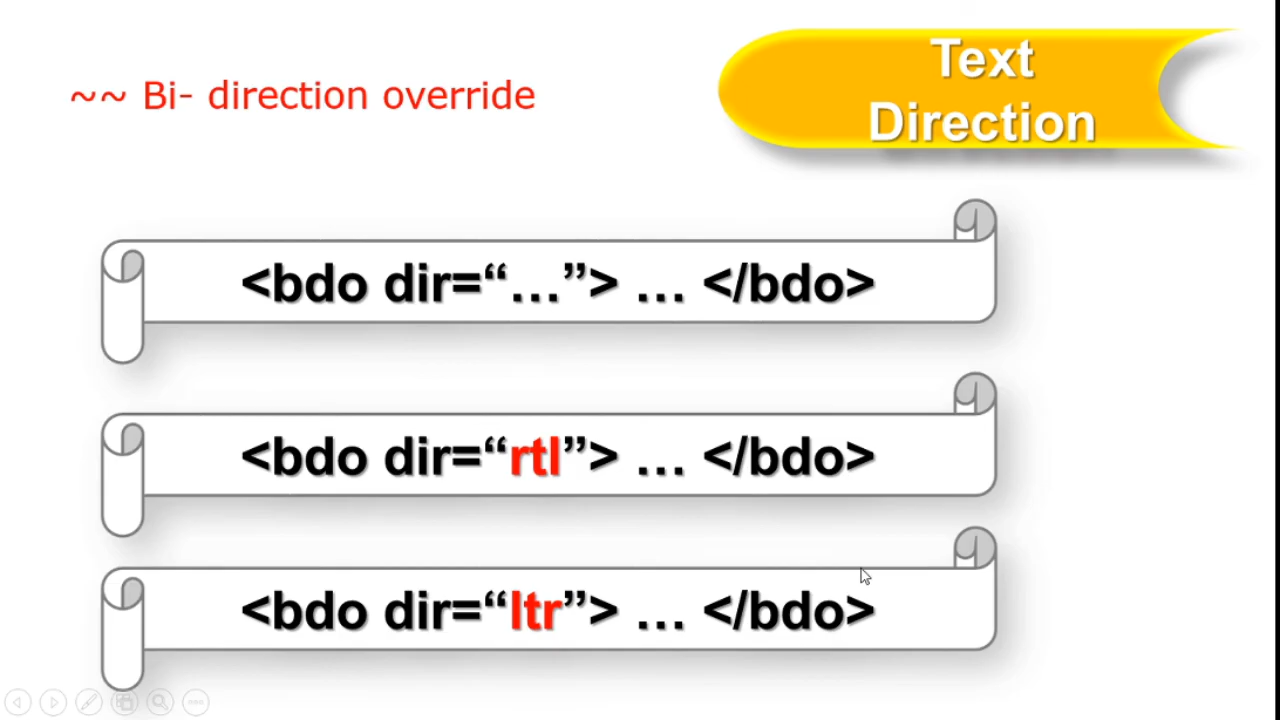 Text
Direction
~~ Bi- direction override
<bdo dir=“…”> … </bdo>
<bdo dir=“rtl”> … </bdo>
<bdo dir=“ltr”> … </bdo>